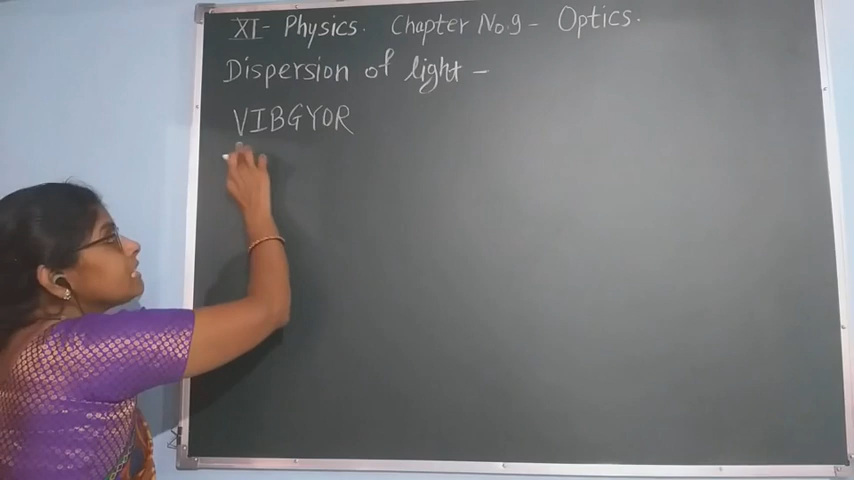 XI- Physics. Chapter No.9- Optics.
Dispersion of light -
VIBGYOR